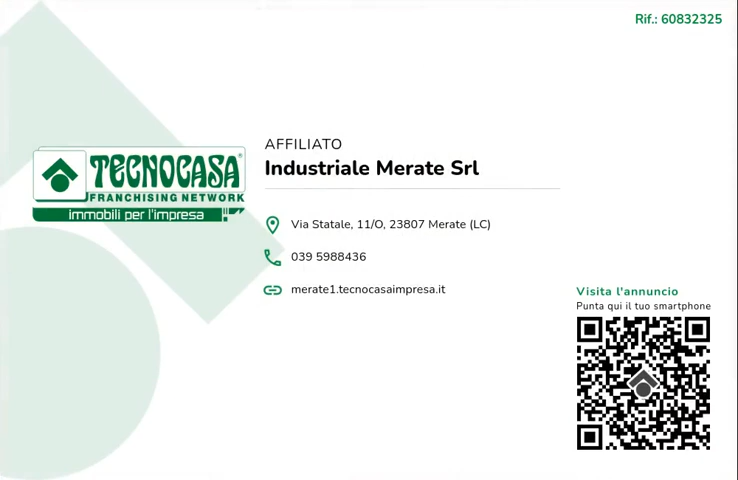 Rif.: 60832325
AFFILIATO
Industriale Merate Srl
TECNOCASA®
FRANCHISING NETWORK
immobili per l'impresa
Via Statale, 11/O, 23807 Merate (LC)
039 5988436
merate1.tecnocasaimpresa.it
Visita l'annuncio
Punta qui il tuo smartphone